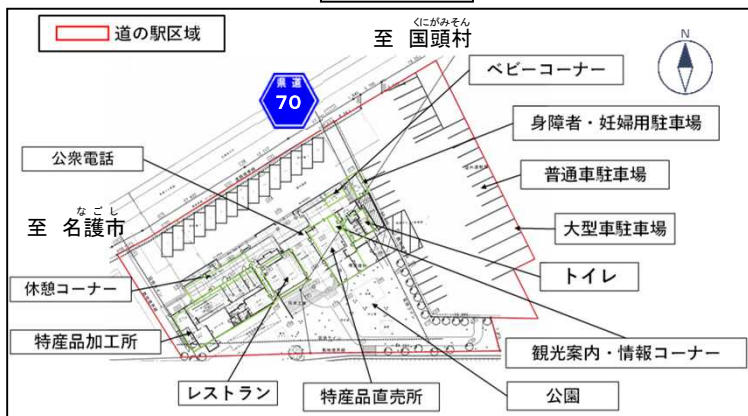 道の駅区域
くにがみそん
至 国頭村
N
県道
70
ベビーコーナー
身障者・妊婦用駐車場
公衆電話
普通車駐車場
なごし
至 名護市
大型車駐車場
トイレ
休憩コーナー
特産品加工所
観光案内・情報コーナー
レストラン
特産品直売所
公園